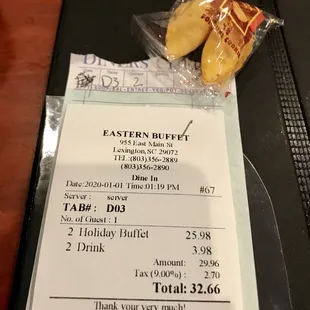 DINERS
D3 2
EASTERN BUFFET
955 East Main St
Lexington,SC 29072
TEL:(803)356-2889
(803)356-2890
Dine In
Date:2020-01-01 Time:01:19 PM #67
Server : server
TAB# : D03
No. of Guest : 1
2 Holiday Buffet 25.98
2 Drink 3.98
Amount: 29.96
Tax (9.00%) : 2.70
Total: 32.66
Thank your very much!